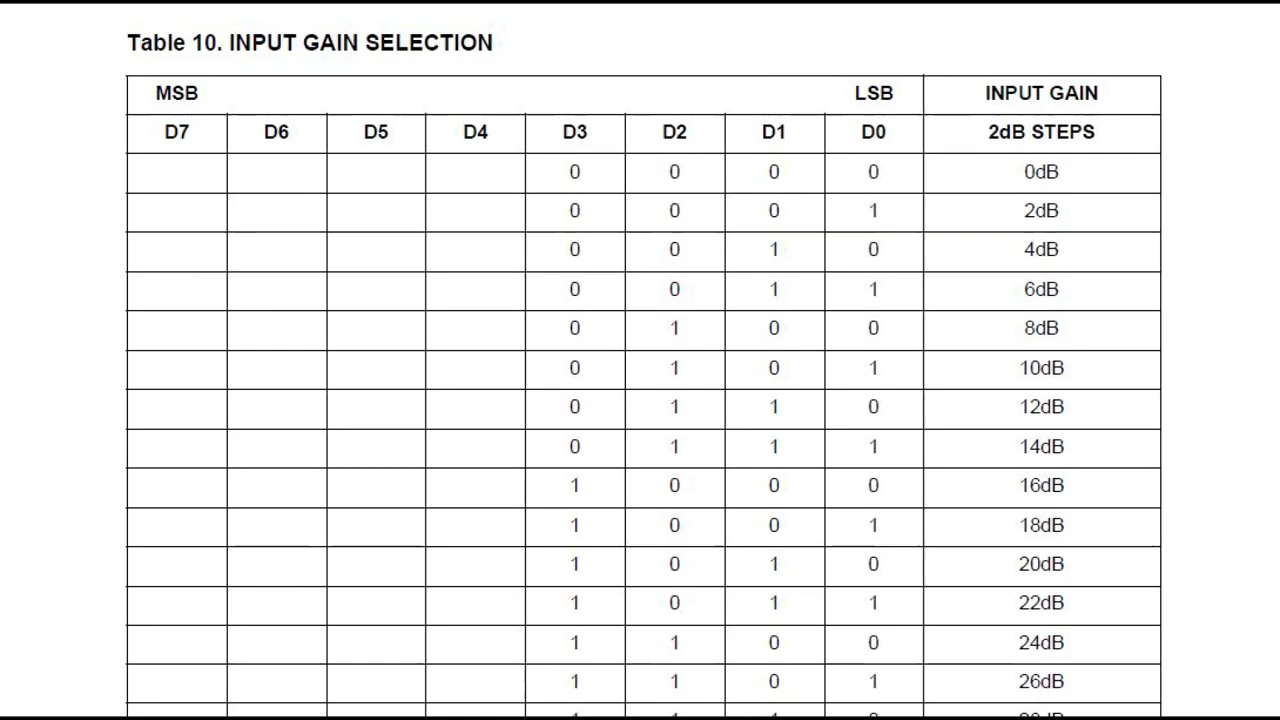 Table 10. INPUT GAIN SELECTION
MSB LSB INPUT GAIN
D7 D6 D5 D4 D3 D2 D1 D0 2dB STEPS
0 0 0 0 0dB
0 0 0 1 2dB
0 0 1 0 4dB
0 0 1 1 6dB
0 1 0 0 8dB
0 1 0 1 10dB
0 1 1 0 12dB
0 1 1 1 14dB
1 0 0 0 16dB
1 0 0 1 18dB
1 0 1 0 20dB
1 0 1 1 22dB
1 1 0 0 24dB
1 1 0 1 26dB